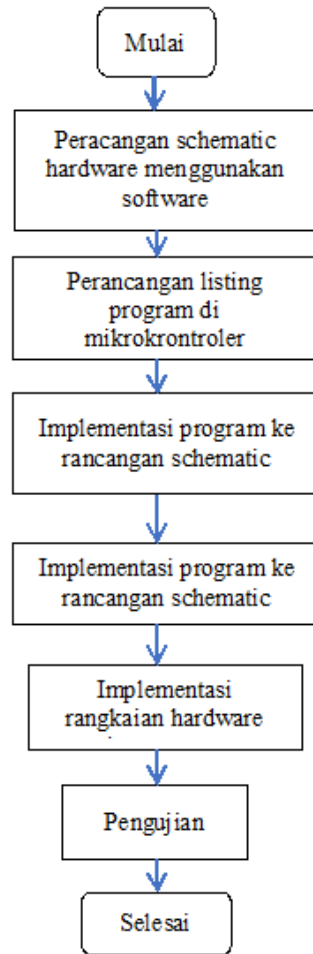 Mulai
Peracangan schematic
hardware menggunakan
software
Perancangan listing
program di
mikrokrontroler
Implementasi program ke
rancangan schematic
Implementasi program ke
rancangan schematic
Implementasi
rangkaian hardware
Pengujian
Selesai